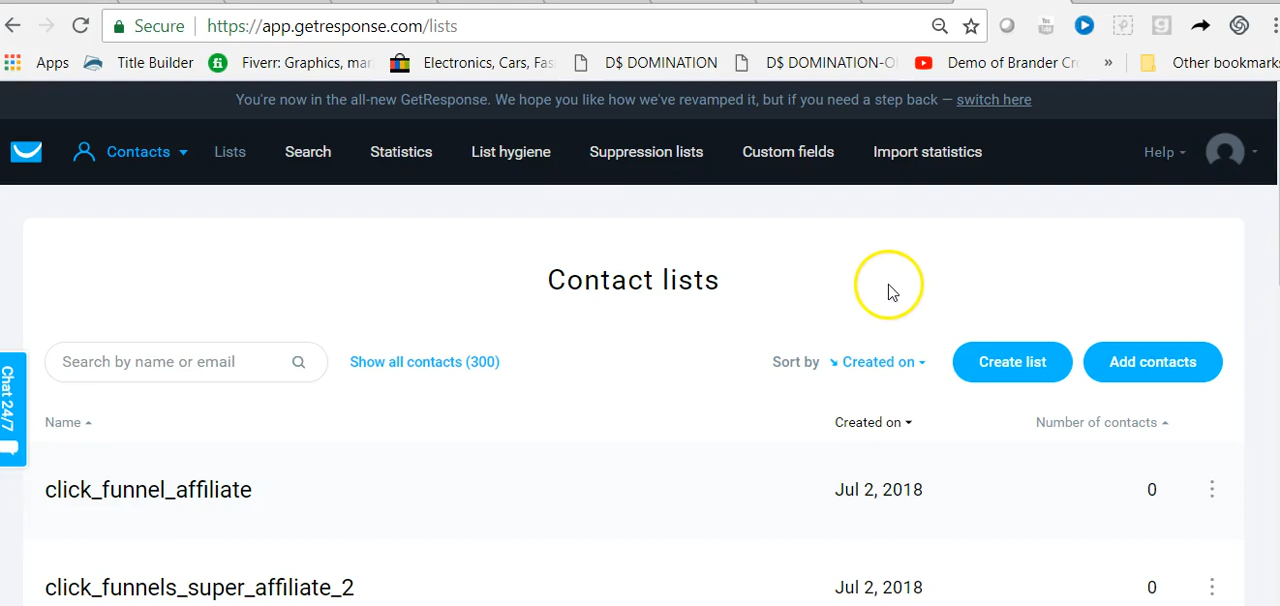 Secure | https://app.getresponse.com/lists
Apps Title Builder Fiverr: Graphics, mar Electronics, Cars, Fas D$ DOMINATION D$ DOMINATION-O Demo of Brander Cr » Other bookmarks
You're now in the all-new GetResponse. We hope you like how we've revamped it, but if you need a step back — switch here
Contacts Lists Search Statistics List hygiene Suppression lists Custom fields Import statistics Help
Contact lists
Search by name or email Show all contacts (300) Sort by Created on Create list Add contacts
Chat 24/7
Name Created on Number of contacts
click_funnel_affiliate Jul 2, 2018 0
click_funnels_super_affiliate_2 Jul 2, 2018 0